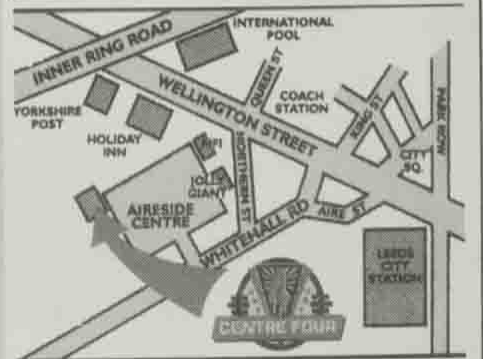 INTERNATIONAL
POOL
INNER RING ROAD
QUEEN ST
WELLINGTON STREET
COACH
STATION
KING ST
PARK ROW
YORKSHIRE
POST
HOLIDAY
INN
MFI
NORTHERN ST
CITY
SQ.
JOLLY
GIANT
AIRESIDE
CENTRE
WHITEHALL RD
AIRE ST
LEEDS
CITY
STATION
CENTRE FOUR